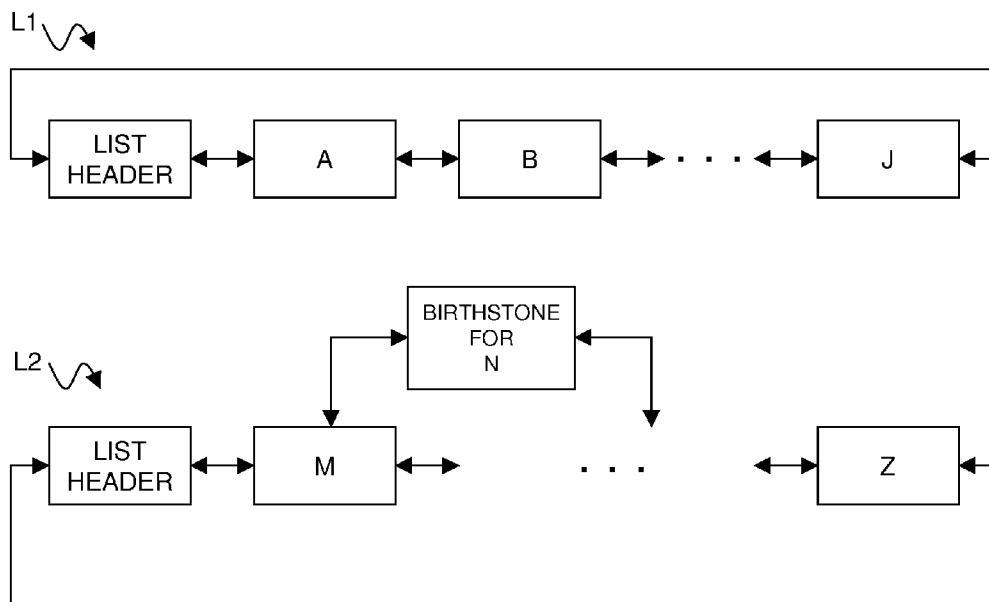 L1
LIST
HEADER
A
B
. . .
J
BIRTHSTONE
FOR
N
L2
LIST
HEADER
M
. . .
Z